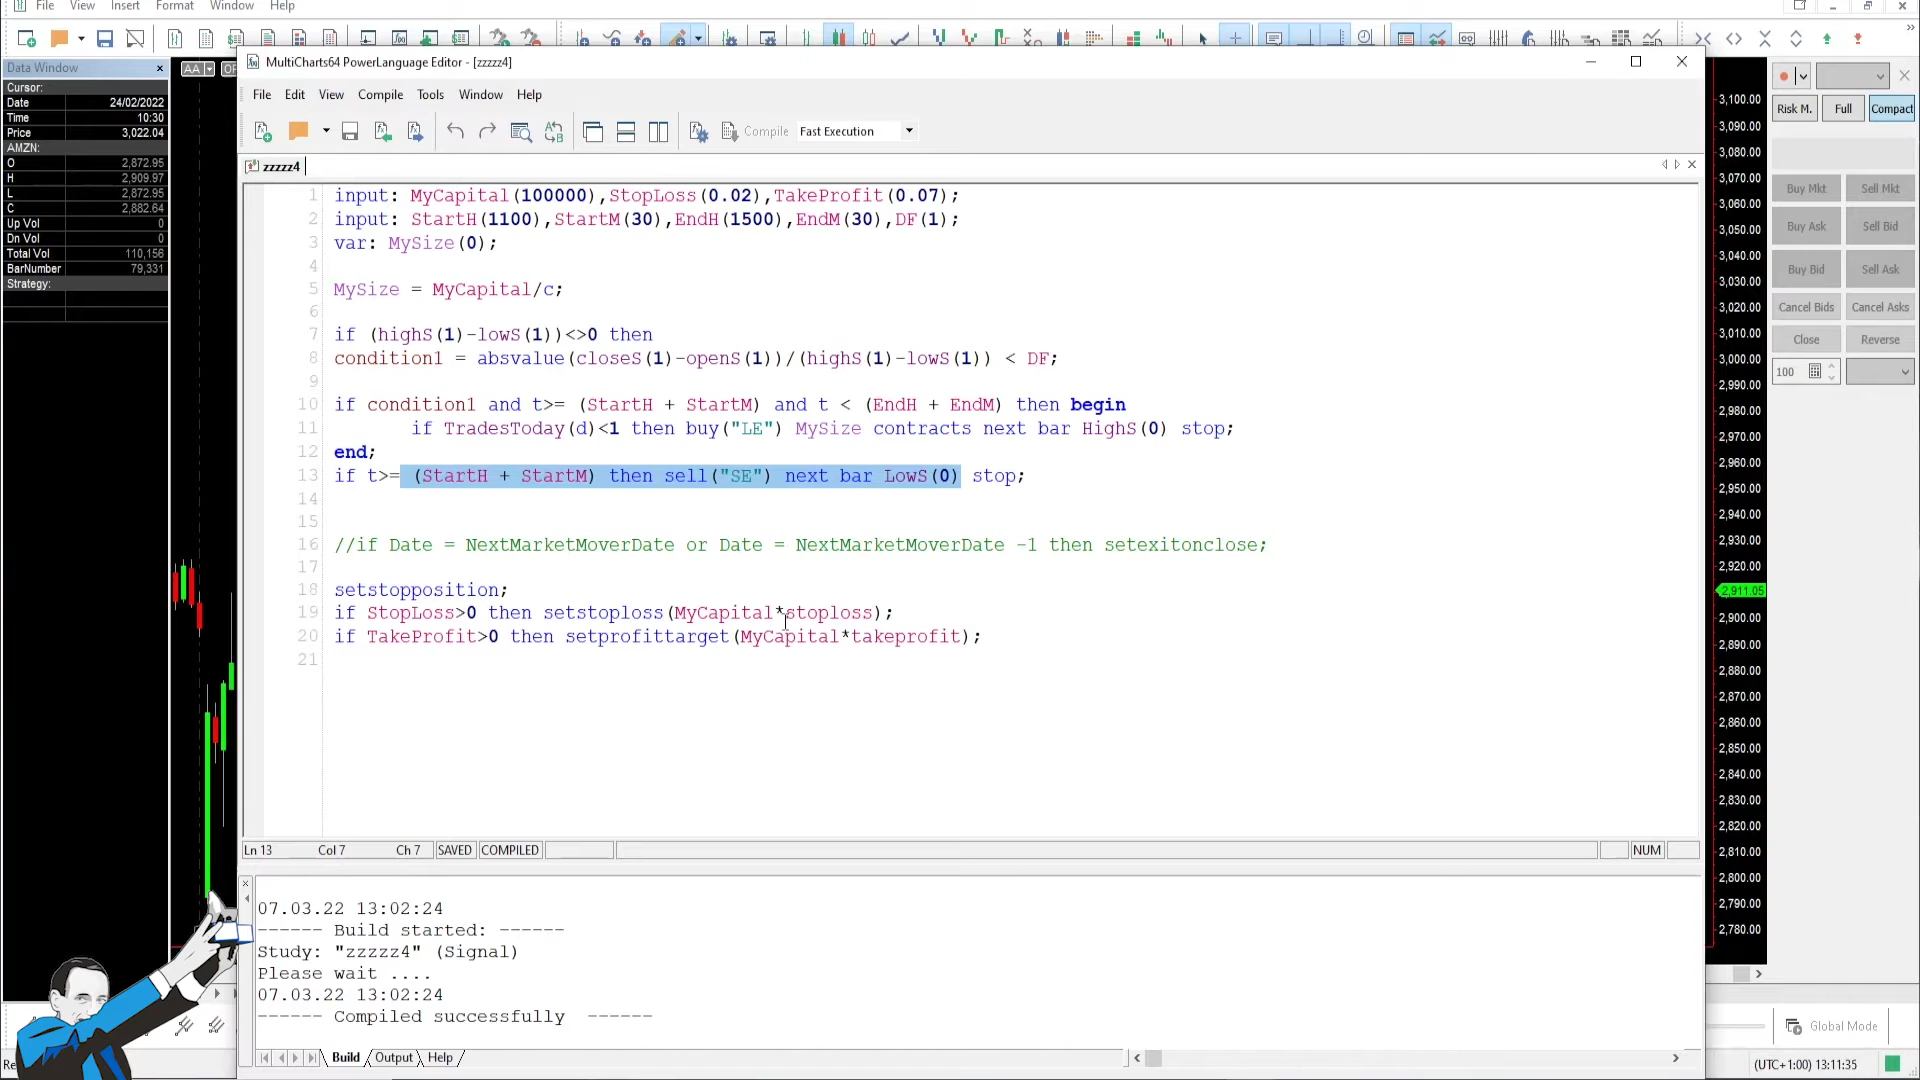 File View Insert Format Window Help
Data Window
Cursor:
Date 24/02/2022
Time 10:30
Price 3,022.04
AMZN:
O 2,872.95
H 2,909.97
L 2,872.95
C 2,882.64
Up Vol 0
Dn Vol 0
Total Vol 110,156
BarNumber 79,331
Strategy:
AA
MultiCharts64 PowerLanguage Editor - [zzzzz4]
File Edit View Compile Tools Window Help
Compile Fast Execution
zzzzz4
1 input: MyCapital(100000),StopLoss(0.02),TakeProfit(0.07);
2 input: StartH(1100),StartM(30),EndH(1500),EndM(30),DF(1);
3 var: MySize(0);
4
5 MySize = MyCapital/c;
6
7 if (highS(1)-lowS(1))<>0 then
8 condition1 = absvalue(closeS(1)-openS(1))/(highS(1)-lowS(1)) < DF;
9
10 if condition1 and t>= (StartH + StartM) and t < (EndH + EndM) then begin
11 if TradesToday(d)<1 then buy("LE") MySize contracts next bar HighS(0) stop;
12 end;
13 if t>= (StartH + StartM) then sell("SE") next bar LowS(0) stop;
14
15
16 //if Date = NextMarketMoverDate or Date = NextMarketMoverDate -1 then setexitonclose;
17
18 setstopposition;
19 if StopLoss>0 then setstoploss(MyCapital*stoploss);
20 if TakeProfit>0 then setprofittarget(MyCapital*takeprofit);
21
Ln 13 Col 7 Ch 7 SAVED COMPILED NUM
07.03.22 13:02:24
------ Build started: ------
Study: "zzzzz4" (Signal)
Please wait ....
07.03.22 13:02:24
------ Compiled successfully ------
Build Output Help
3,100.00
3,090.00
3,080.00
3,070.00
3,060.00
3,050.00
3,040.00
3,030.00
3,020.00
3,010.00
3,000.00
2,990.00
2,980.00
2,970.00
2,960.00
2,950.00
2,940.00
2,930.00
2,920.00
2,911.05
2,900.00
2,890.00
2,880.00
2,870.00
2,860.00
2,850.00
2,840.00
2,830.00
2,820.00
2,810.00
2,800.00
2,790.00
2,780.00
Risk M. Full Compact
Buy Mkt Sell Mkt
Buy Ask Sell Bid
Buy Bid Sell Ask
Cancel Bids Cancel Asks
Close Reverse
100
Global Mode
(UTC+1:00) 13:11:35